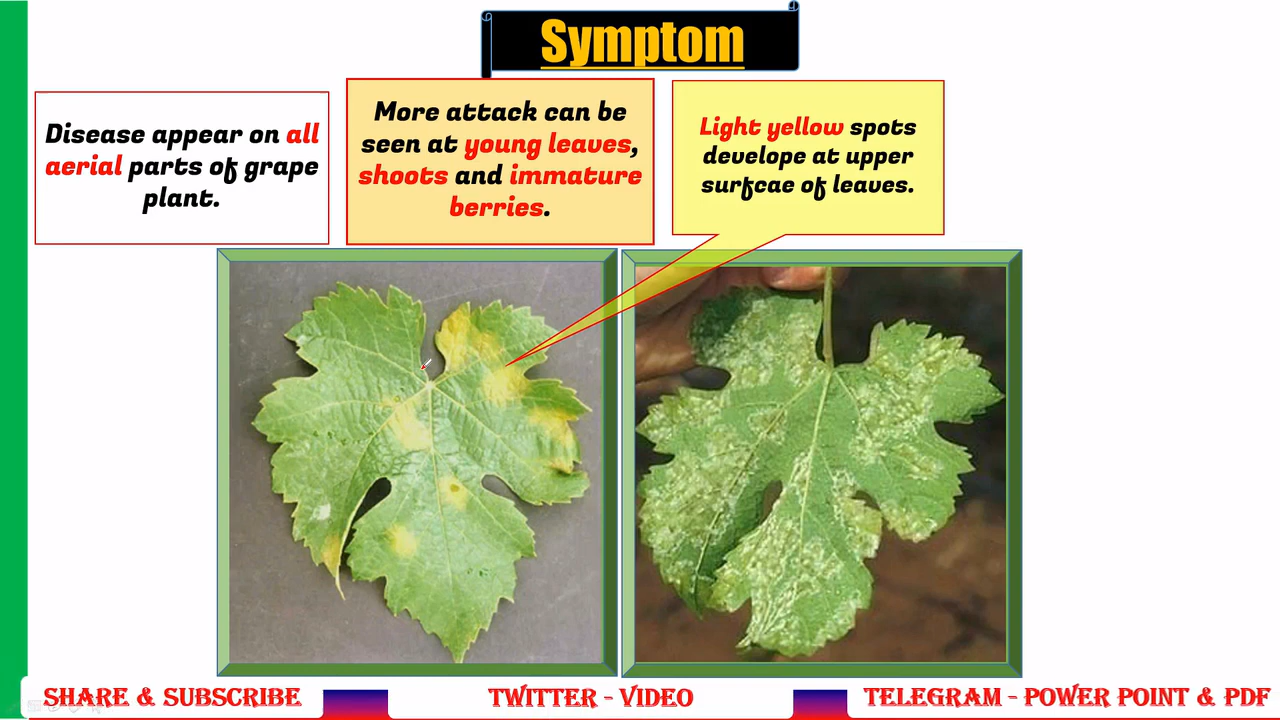 Symptom
Disease appear on all
aerial parts of grape
plant.
More attack can be
seen at young leaves,
shoots and immature
berries.
Light yellow spots
develope at upper
surfcae of leaves.
SHARE & SUBSCRIBE
TWITTER - VIDEO
TELEGRAM - POWER POINT & PDF